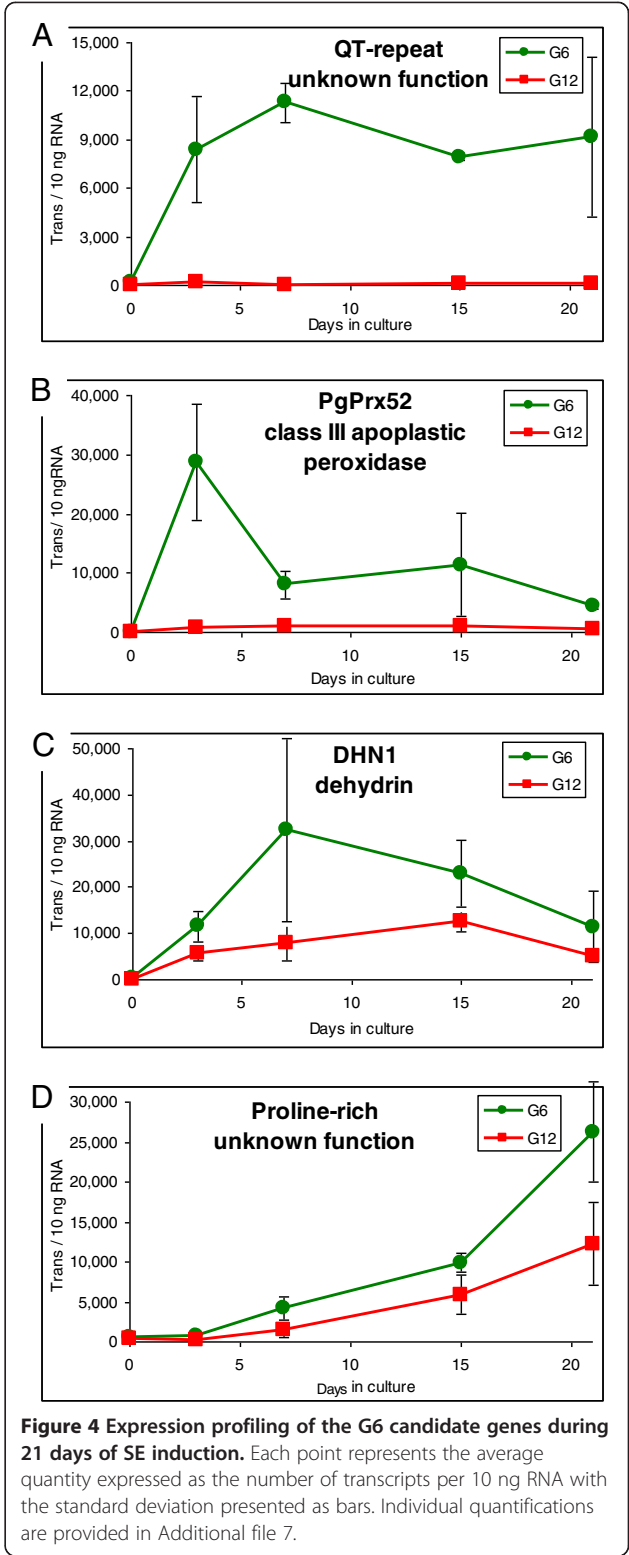 A
15,000
12,000
9,000
6,000
3,000
0
Trans / 10 ng RNA
QT-repeat
unknown function
G6
G12
0 5 10 15 20
Days in culture
B
40,000
30,000
20,000
10,000
0
Trans/ 10 ngRNA
PgPrx52
class III apoplastic
peroxidase
G6
G12
0 5 10 15 20
Days in culture
C
50,000
40,000
30,000
20,000
10,000
0
Trans / 10 ng RNA
DHN1
dehydrin
G6
G12
0 5 10 15 20
Days in culture
D
30,000
25,000
20,000
15,000
10,000
5,000
0
Trans / 10 ng RNA
Proline-rich
unknown function
G6
G12
0 5 10 15 20
Days in culture
Figure 4 Expression profiling of the G6 candidate genes during
21 days of SE induction. Each point represents the average
quantity expressed as the number of transcripts per 10 ng RNA with
the standard deviation presented as bars. Individual quantifications
are provided in Additional file 7.